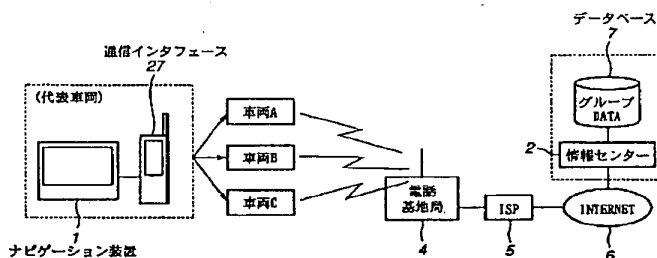 データベース
7
通信インタフェース
27
(代表車両)
グループ
DATA
車両A
車両B
車両C
2
情報センター
電話
基地局
ISP
INTERNET
1
4
5
6
ナビゲーション装置